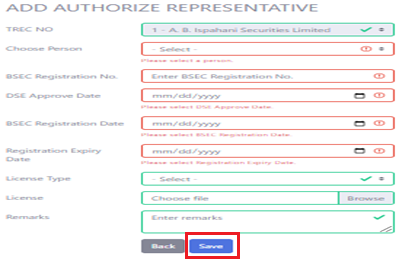 ADD AUTHORIZE REPRESENTATIVE
TREC NO 1 - A. B. Ispahani Securities Limited
Choose Person - Select -
Please select a person.
BSEC Registration No. Enter BSEC Registration No.
DSE Approve Date mm/dd/yyyy
Please select DSE Approve Date.
BSEC Registration Date mm/dd/yyyy
Please select BSEC Registration Date.
Registration Expiry Date mm/dd/yyyy
Please select Registration Expiry Date.
License Type - Select -
License Choose file Browse
Remarks Enter remarks
Back Save